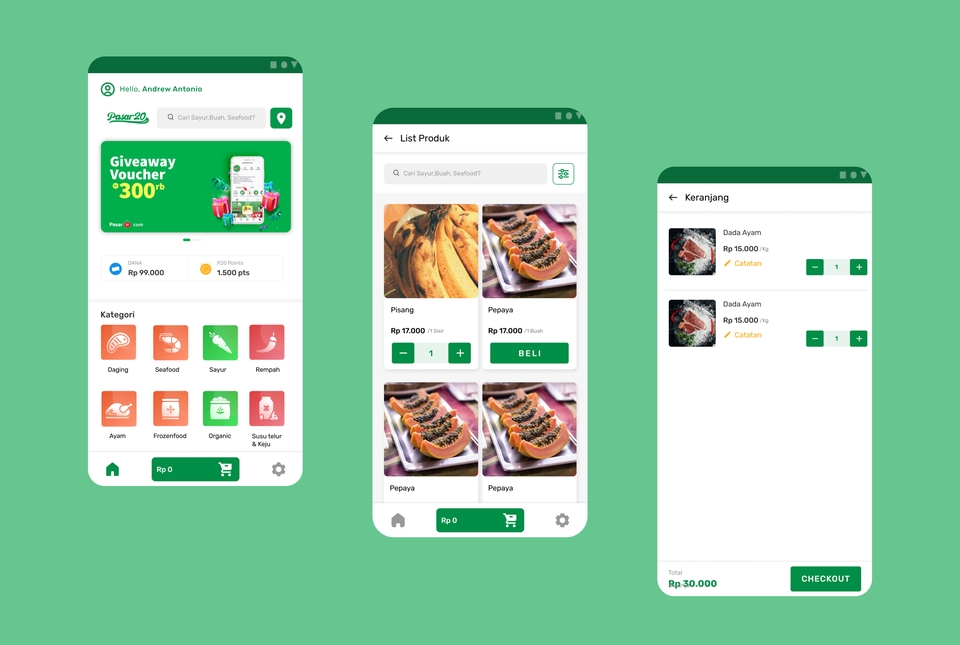 Hello, Andrew Antonio
Pasar20
Cari Sayur,Buah, Seafood?
Giveaway
Voucher
300rb
Pasar20.com
DANA
Rp 99.000
P20 Points
1.500 pts
Kategori
Daging
Seafood
Sayur
Rempah
Ayam
Frozenfood
Organic
Susu telur
& Keju
Rp 0
List Produk
Cari Sayur,Buah, Seafood?
Pisang
Rp 17.000 /1 Sisir
1
Pepaya
Rp 17.000 /1 Buah
BELI
Pepaya
Pepaya
Rp 0
Keranjang
Dada Ayam
Rp 15.000 /Kg
Catatan
1
Dada Ayam
Rp 15.000 /Kg
Catatan
1
Total
Rp 30.000
CHECKOUT